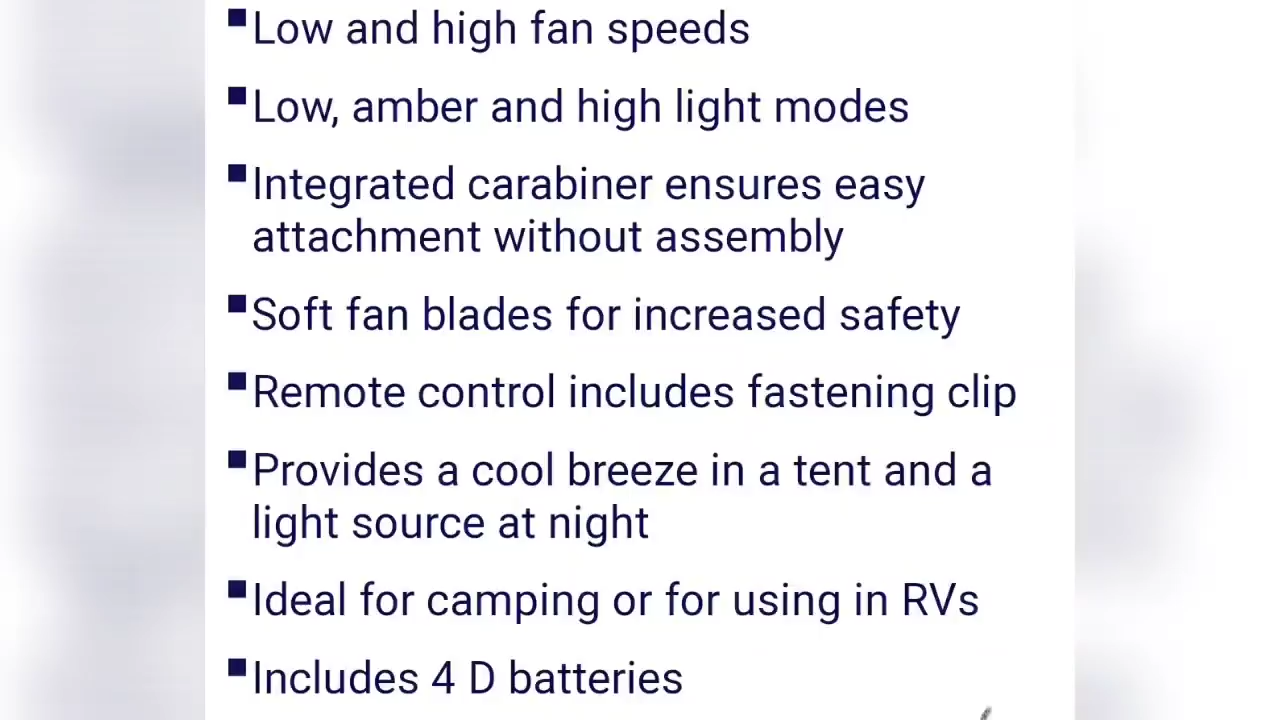 ▪Low and high fan speeds
▪Low, amber and high light modes
▪Integrated carabiner ensures easy
attachment without assembly
▪Soft fan blades for increased safety
▪Remote control includes fastening clip
▪Provides a cool breeze in a tent and a
light source at night
▪Ideal for camping or for using in RVs
▪Includes 4 D batteries